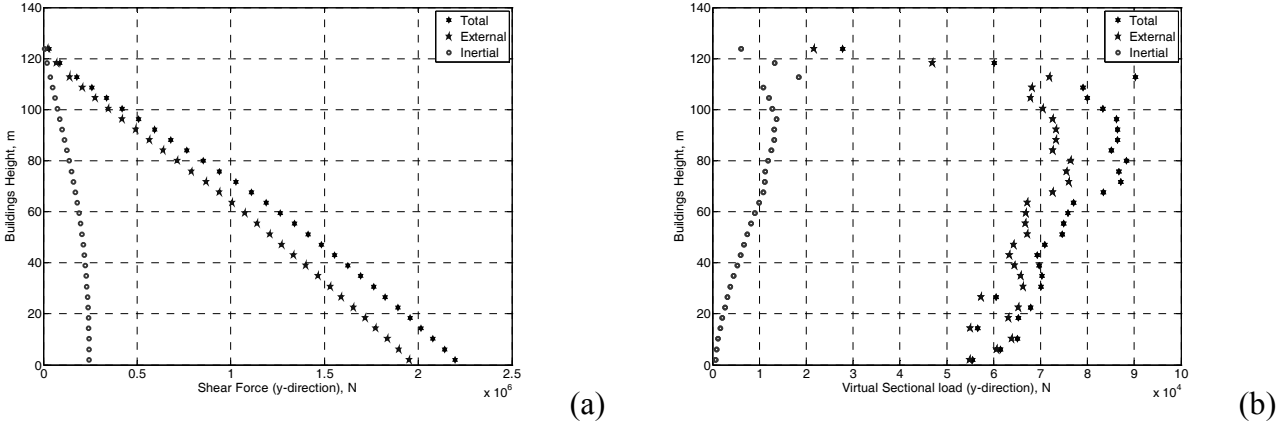 140
120
100
80
60
40
20
0
Buildings Height, m
Total
External
Inertial
0 0.5 1 1.5 2 2.5
Shear Force (y-direction), N
x 10^6
(a)
140
120
100
80
60
40
20
0
Buildings Height, m
Total
External
Inertial
0 1 2 3 4 5 6 7 8 9 10
Virtual Sectional load (y-direction), N
x 10^4
(b)